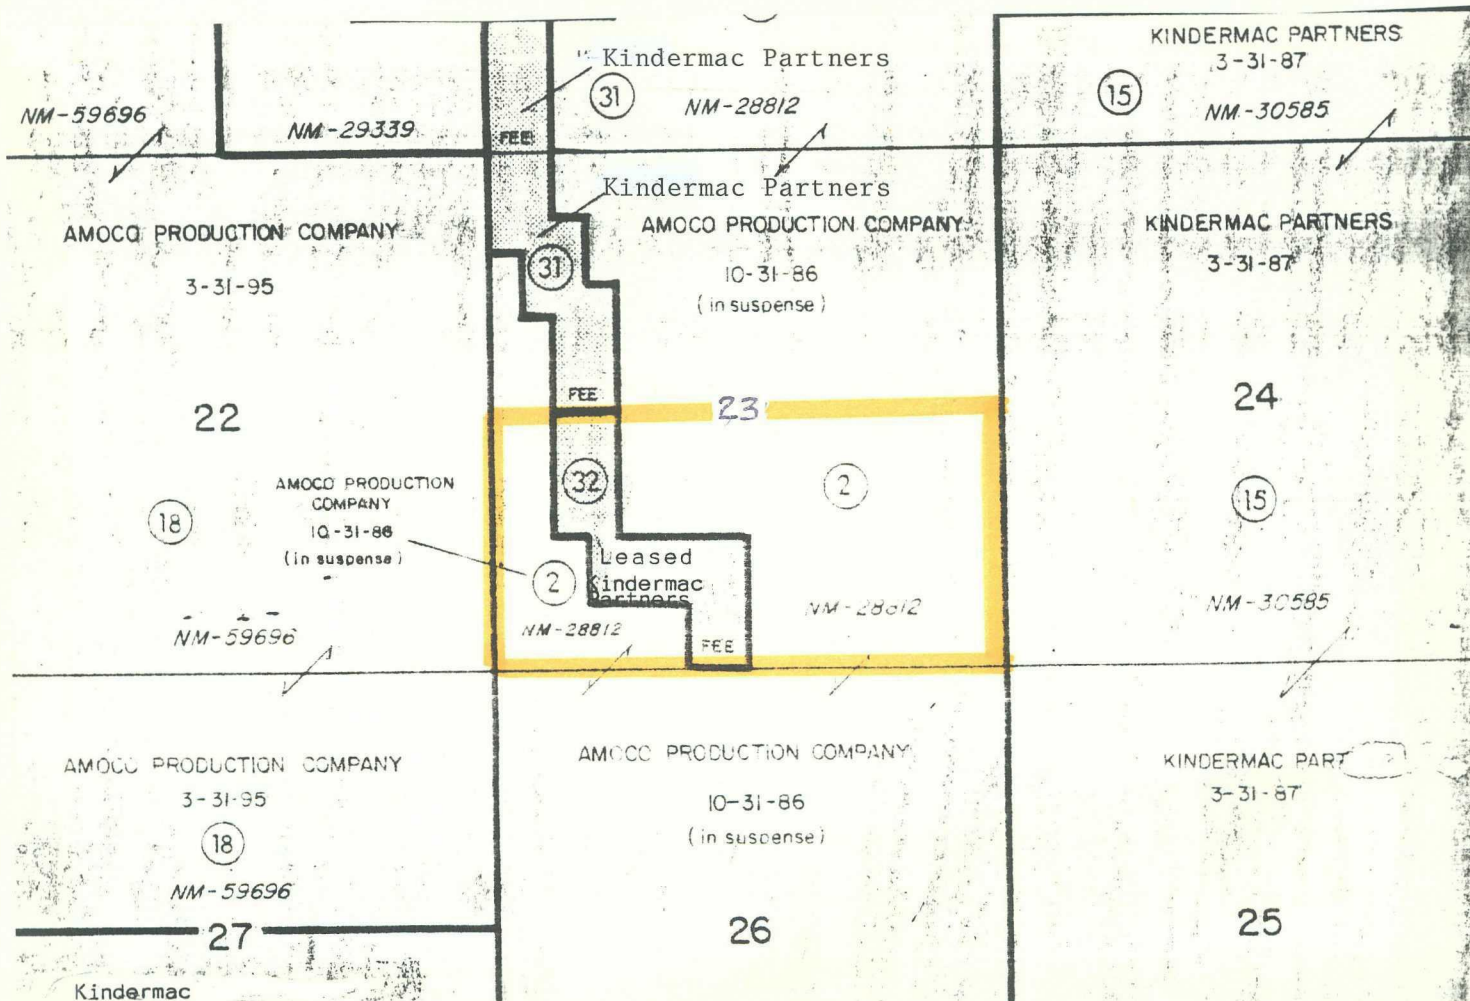 Kindermac Partners
31
NM-28812
KINDERMAC PARTNERS
3-31-87
15
NM-30585
NM-59696
NM-29339
FEE
Kindermac Partners
AMOCO PRODUCTION COMPANY
3-31-95
31
AMOCO PRODUCTION COMPANY
10-31-86
(in suspense)
KINDERMAC PARTNERS
3-31-87
22
FEE
23
24
AMOCO PRODUCTION
COMPANY
10-31-86
(in suspense)
18
32
2
15
Leased
Kindermac
Partners
2
NM-59696
NM-28812
FEE
NM-28812
NM-30585
AMOCO PRODUCTION COMPANY
3-31-95
18
NM-59696
27
AMOCO PRODUCTION COMPANY
10-31-86
(in suspense)
26
KINDERMAC PART
3-31-87
25
Kindermac